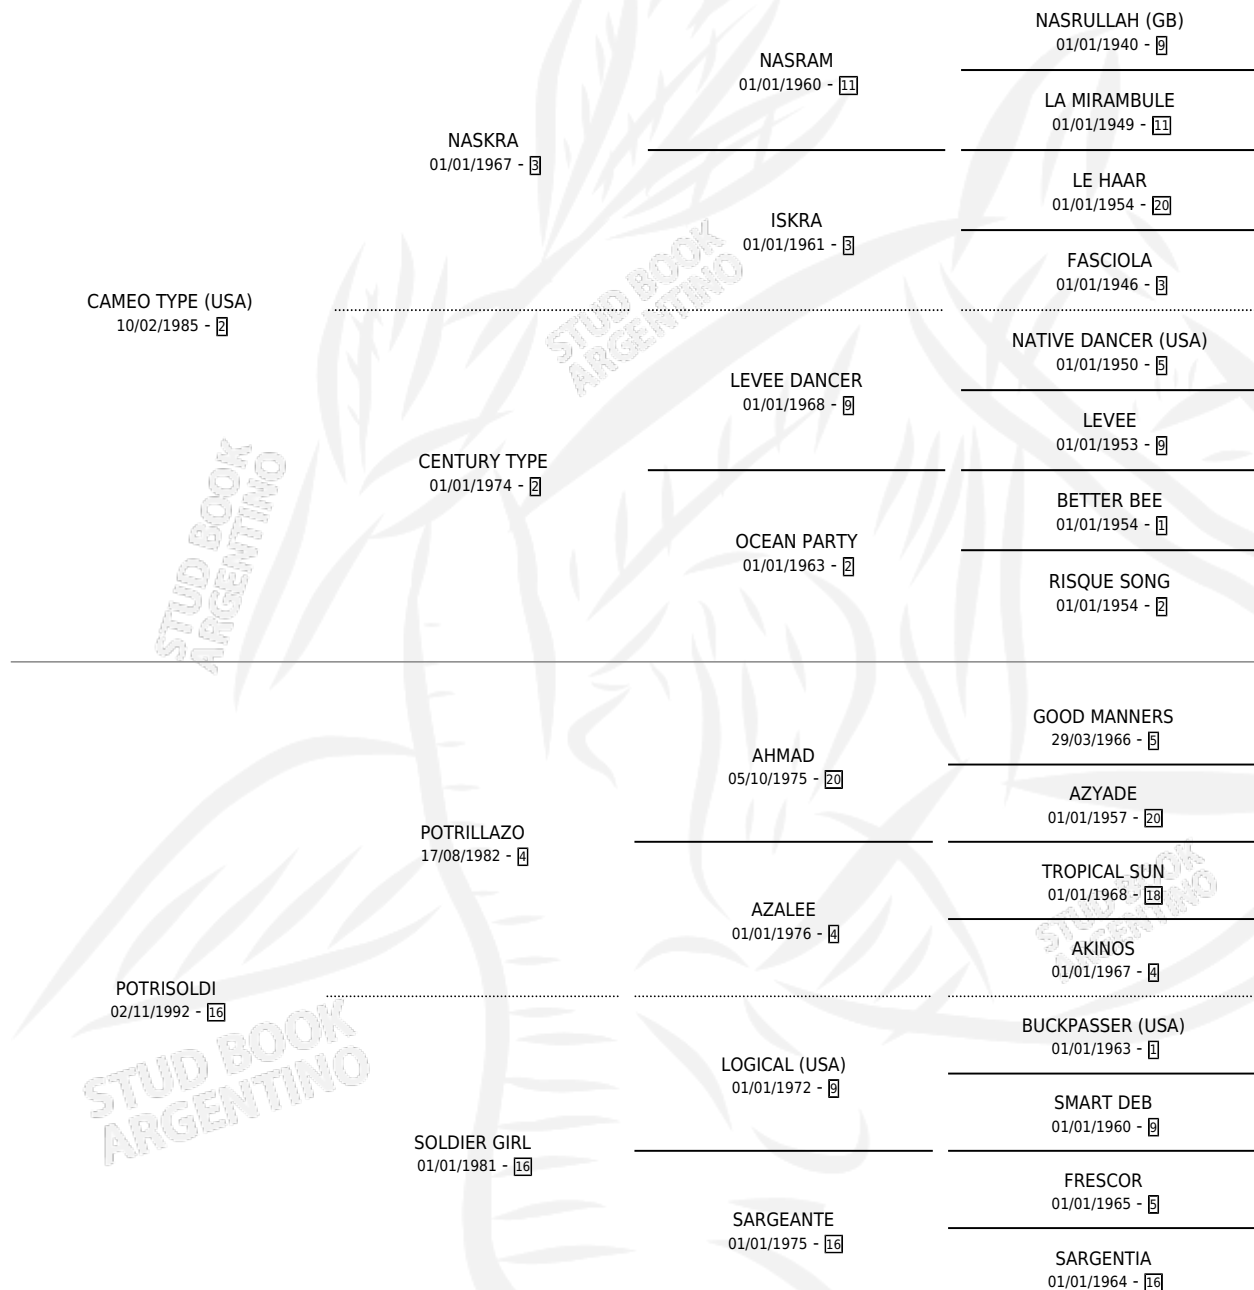 NASRULLAH (GB)
01/01/1940 - 9
NASRAM
01/01/1960 - 11
LA MIRAMBULE
01/01/1949 - 11
NASKRA
01/01/1967 - 3
LE HAAR
01/01/1954 - 20
ISKRA
01/01/1961 - 3
FASCIOLA
01/01/1946 - 3
CAMEO TYPE (USA)
10/02/1985 - 2
NATIVE DANCER (USA)
01/01/1950 - 5
LEVEE DANCER
01/01/1968 - 9
LEVEE
01/01/1953 - 9
CENTURY TYPE
01/01/1974 - 2
BETTER BEE
01/01/1954 - 1
OCEAN PARTY
01/01/1963 - 2
RISQUE SONG
01/01/1954 - 2
GOOD MANNERS
29/03/1966 - 5
AHMAD
05/10/1975 - 20
AZYADE
01/01/1957 - 20
POTRILLAZO
17/08/1982 - 4
TROPICAL SUN
01/01/1968 - 18
AZALEE
01/01/1976 - 4
AKINOS
01/01/1967 - 4
POTRISOLDI
02/11/1992 - 16
BUCKPASSER (USA)
01/01/1963 - 1
LOGICAL (USA)
01/01/1972 - 9
SMART DEB
01/01/1960 - 9
SOLDIER GIRL
01/01/1981 - 16
FRESCOR
01/01/1965 - 5
SARGEANTE
01/01/1975 - 16
SARGENTIA
01/01/1964 - 16
STUD BOOK
ARGENTINO
STUD BOOK
ARGENTINO
STUD BOOK
ARGENTINO
STUD BOOK
ARGENTINO